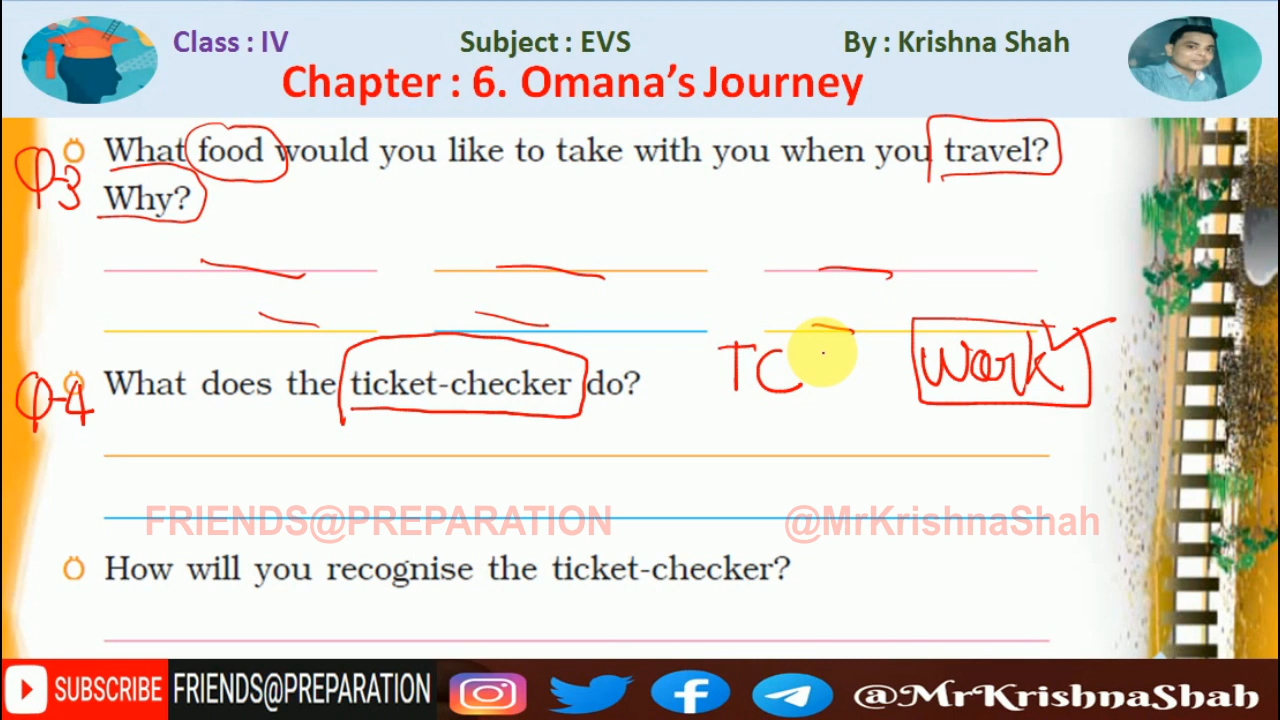 Class : IV Subject : EVS By : Krishna Shah
Chapter : 6. Omana's Journey
Q-3 What food would you like to take with you when you travel?
Why?
Q-4 What does the ticket-checker do? TC Work
FRIENDS@PREPARATION @MrKrishnaShah
How will you recognise the ticket-checker?
SUBSCRIBE FRIENDS@PREPARATION @MrKrishnaShah